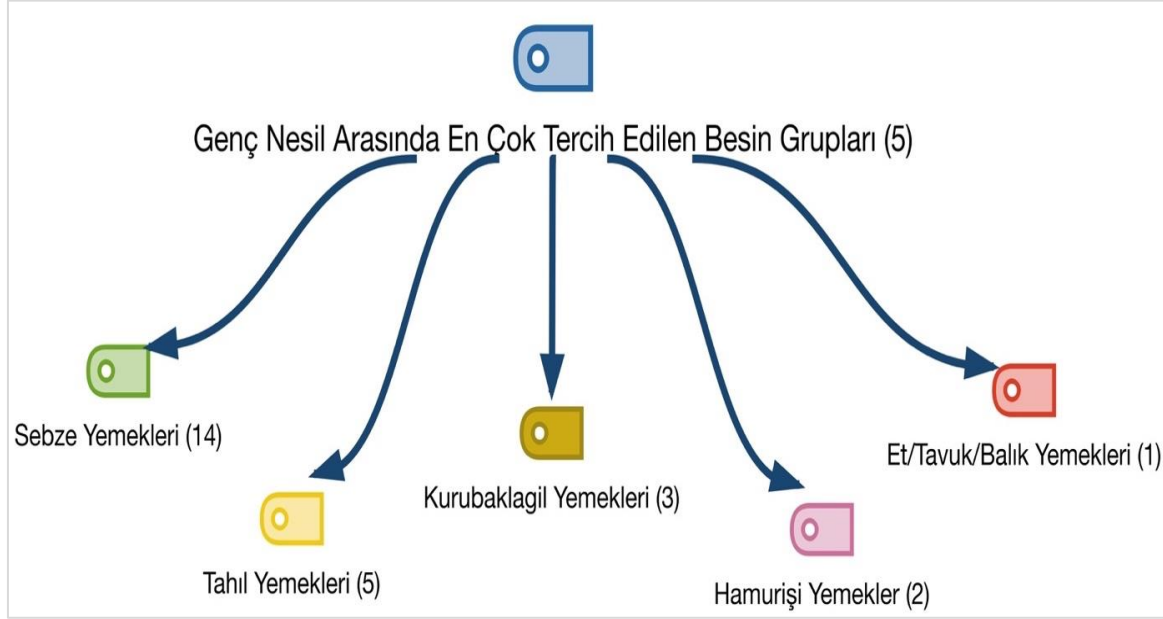 Genç Nesil Arasında En Çok Tercih Edilen Besin Grupları (5)
Sebze Yemekleri (14)
Tahıl Yemekleri (5)
Kurubaklagil Yemekleri (3)
Hamurişi Yemekler (2)
Et/Tavuk/Balık Yemekleri (1)